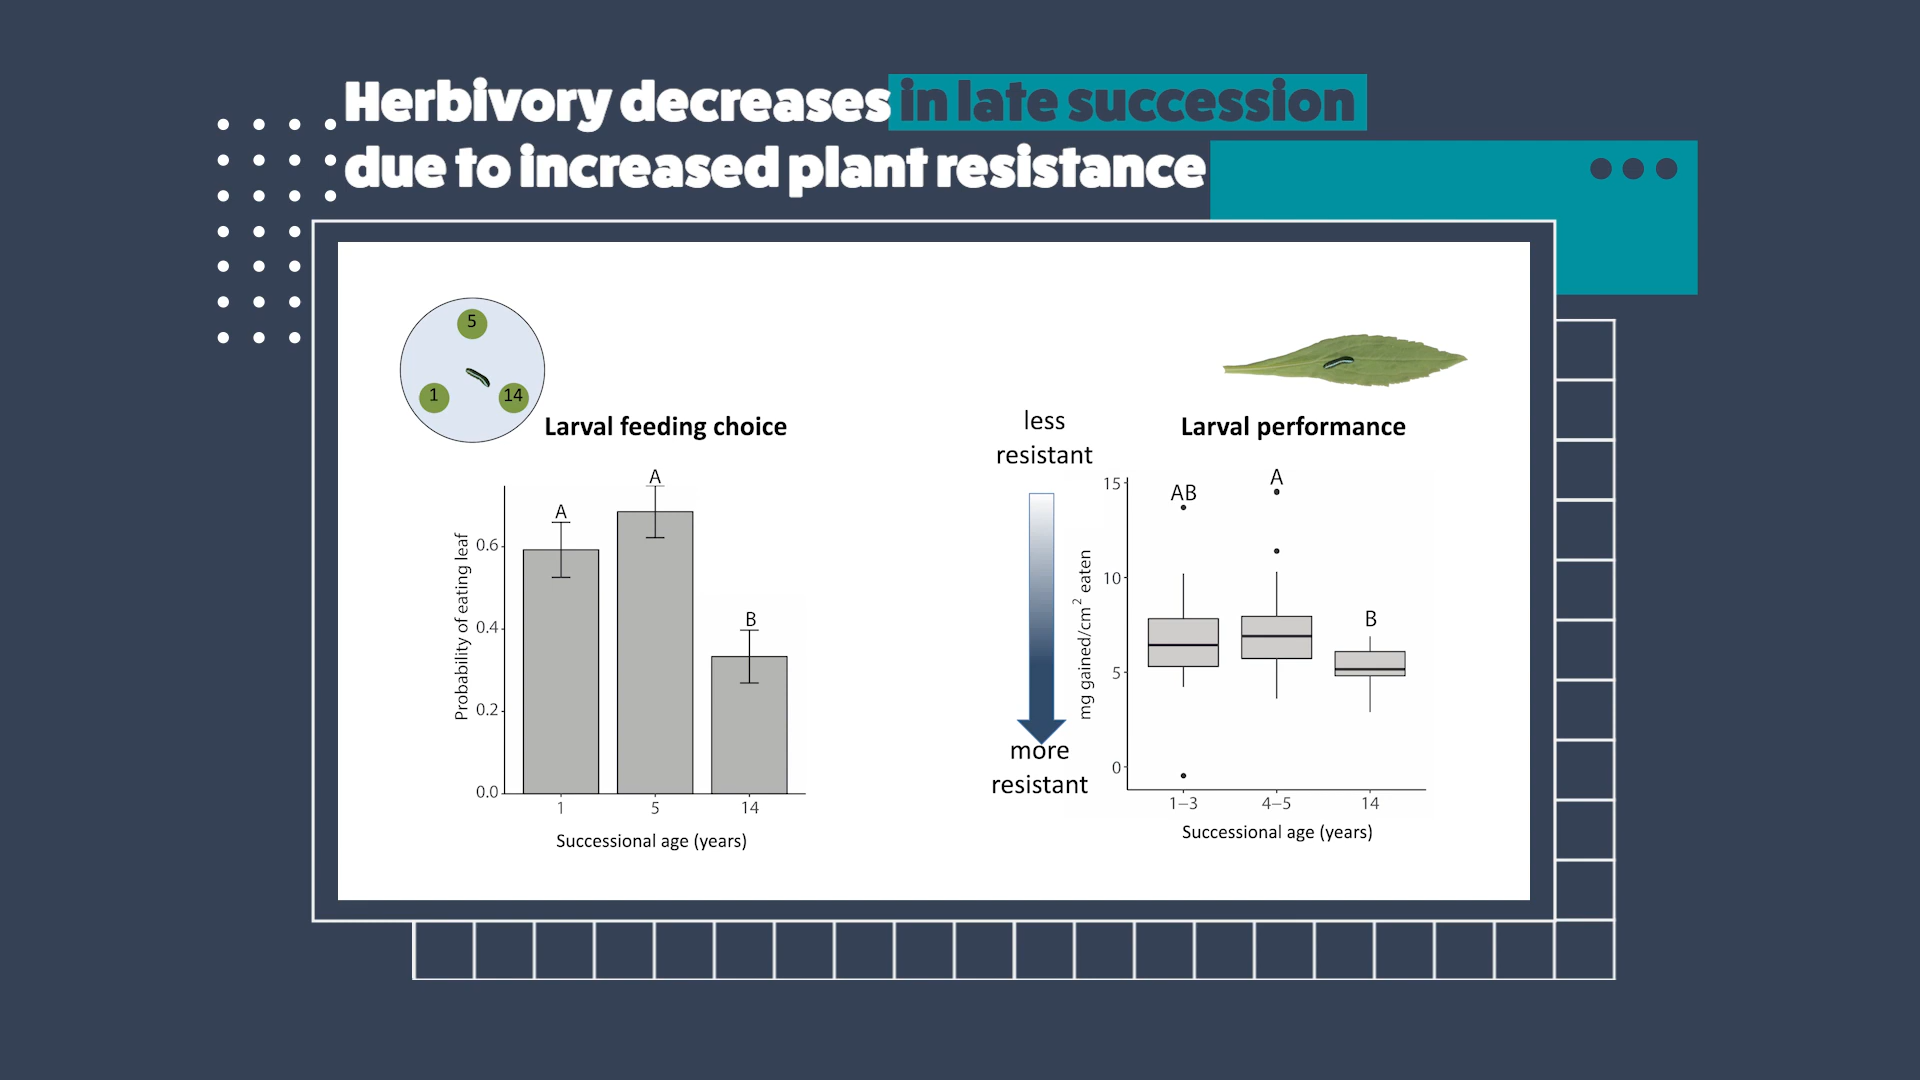 Herbivory decreases in late succession
due to increased plant resistance
5
1
14
Larval feeding choice
A
A
B
Probability of eating leaf
0.6
0.4
0.2
0.0
1
5
14
Successional age (years)
less
resistant
more
resistant
Larval performance
AB
A
B
mg gained/cm² eaten
15
10
5
0
1–3
4–5
14
Successional age (years)